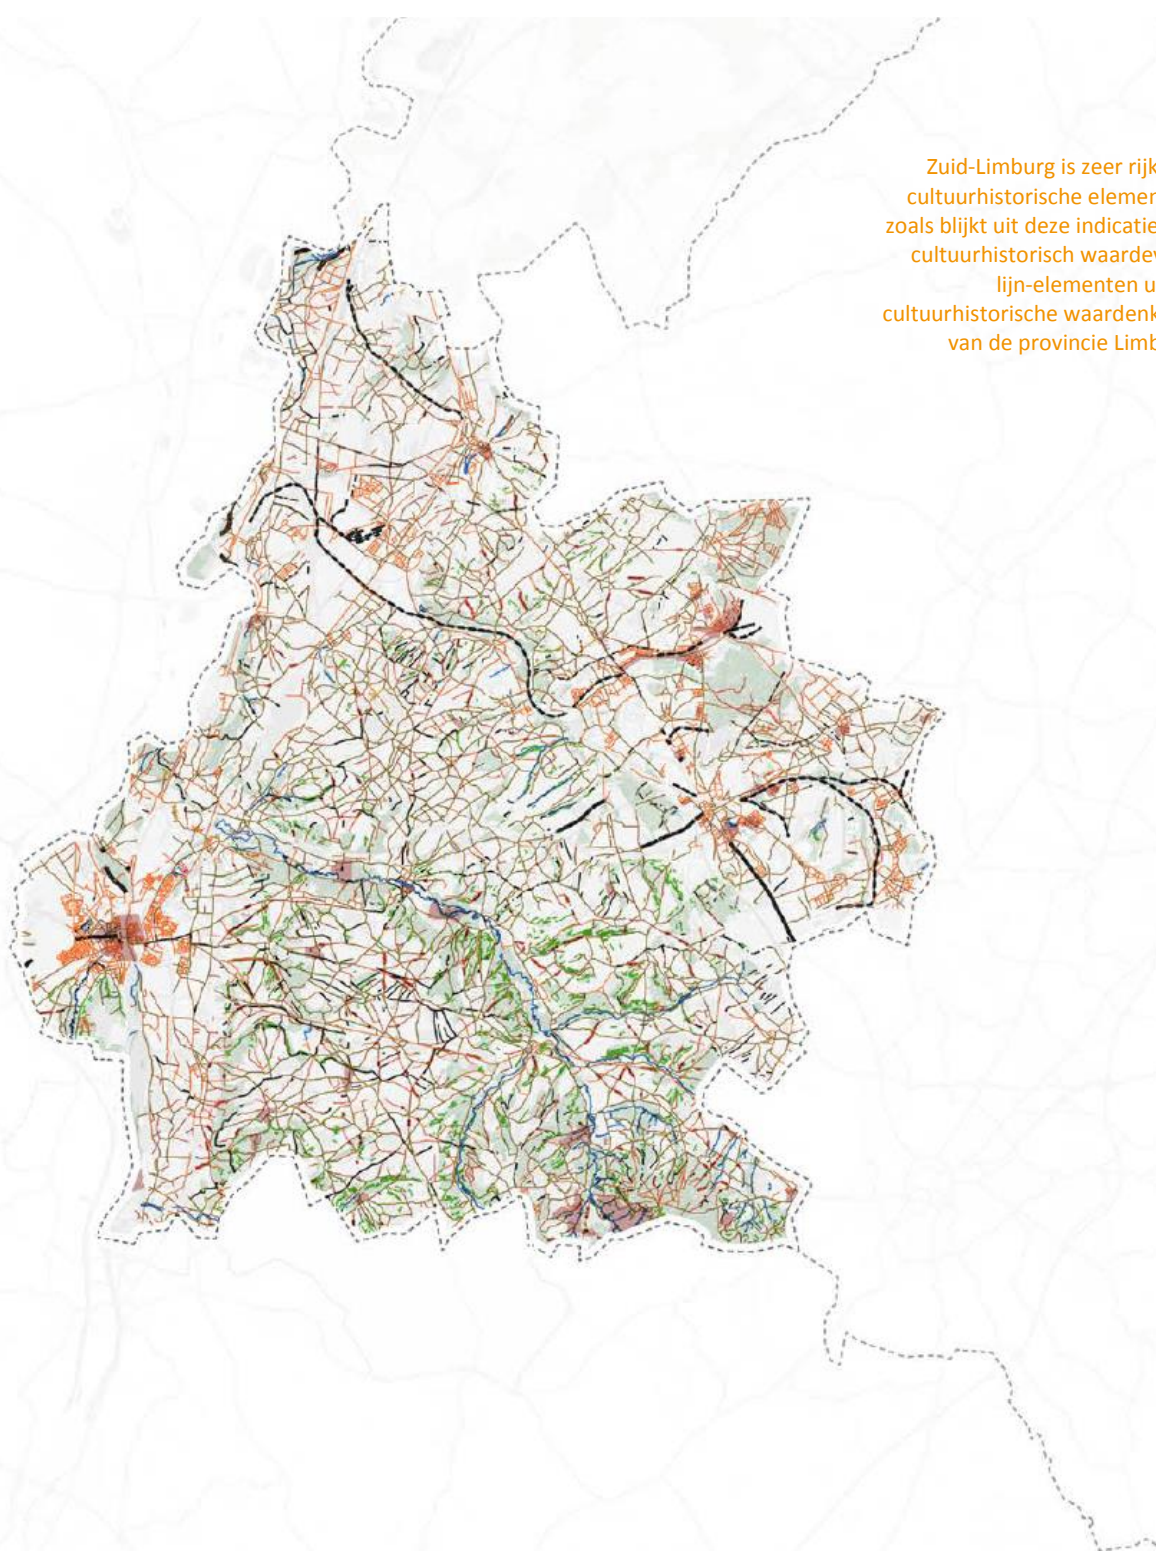 Zuid-Limburg is zeer rijk
cultuurhistorische elemen
zoals blijkt uit deze indicatie
cultuurhistorisch waardev
lijn-elementen u
cultuurhistorische waardenk
van de provincie Limb